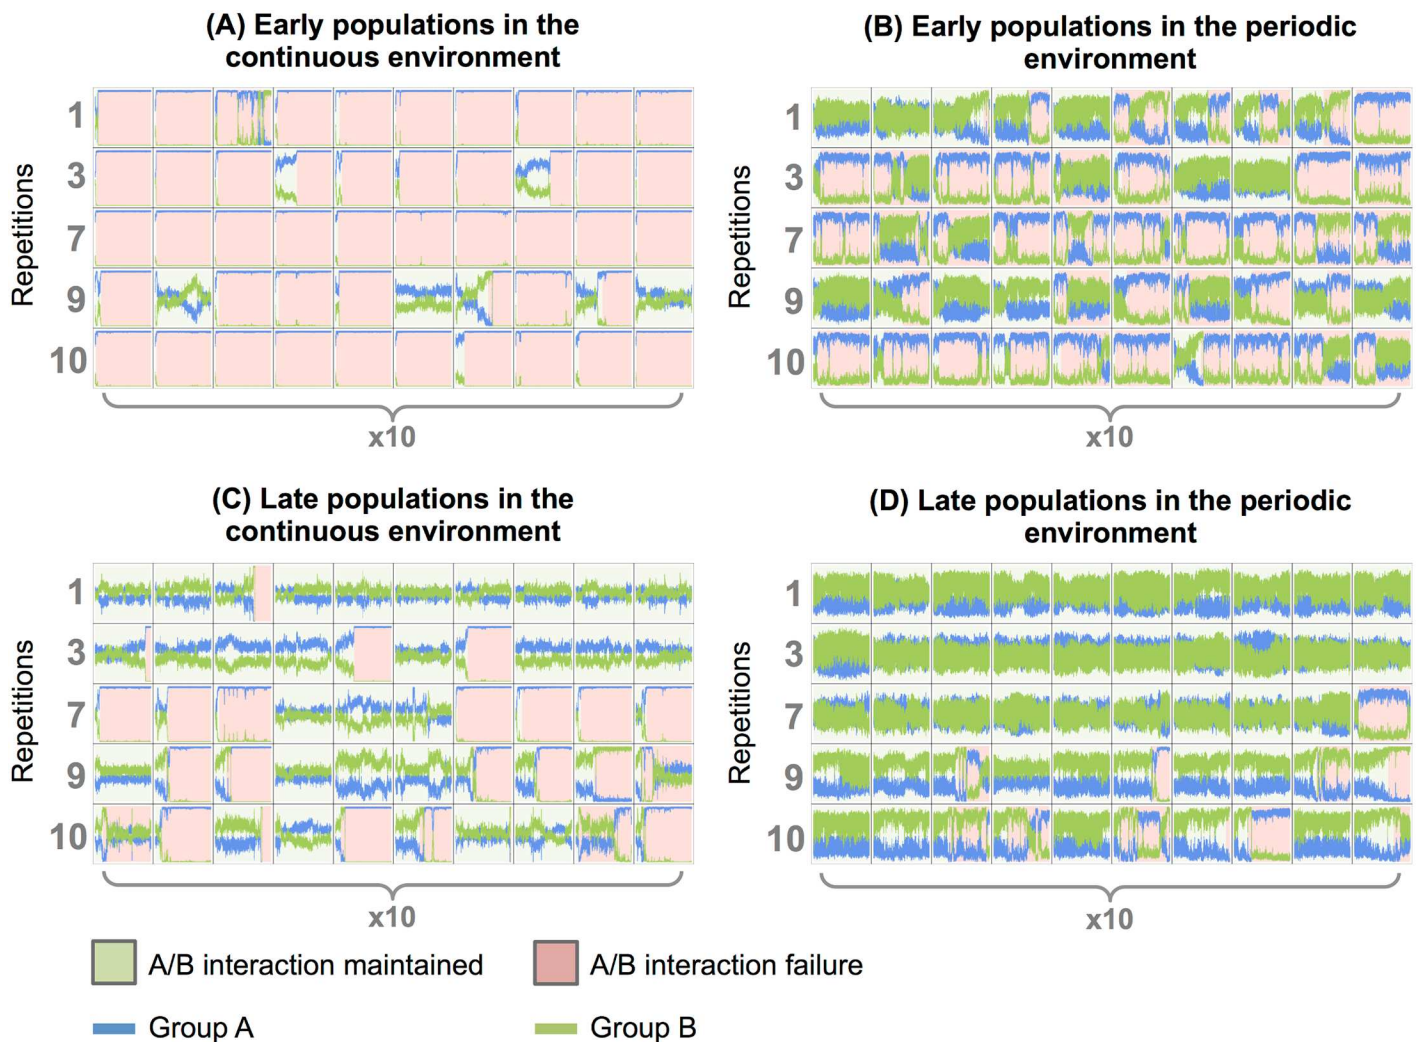 (A) Early populations in the
continuous environment
(B) Early populations in the periodic
environment
Repetitions
1
3
7
9
10
x10
Repetitions
1
3
7
9
10
x10
(C) Late populations in the
continuous environment
(D) Late populations in the periodic
environment
Repetitions
1
3
7
9
10
x10
Repetitions
1
3
7
9
10
x10
A/B interaction maintained
A/B interaction failure
Group A
Group B